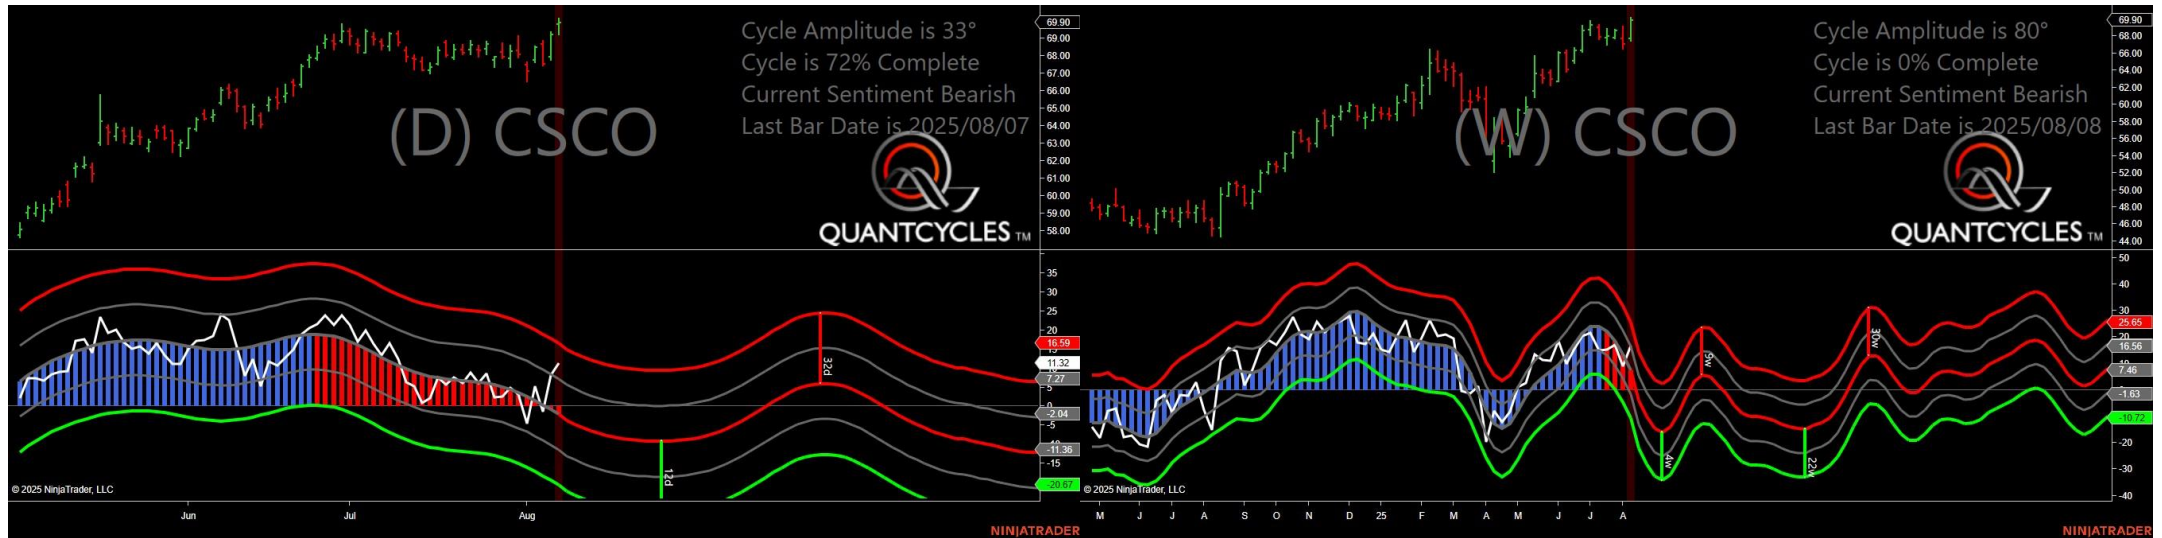 Cycle Amplitude is 33°
Cycle is 72% Complete
Current Sentiment Bearish
Last Bar Date is 2025/08/07
(D) CSCO
QUANTCYCLES TM
69.90
69.00
68.00
67.00
66.00
65.00
64.00
63.00
62.00
61.00
60.00
59.00
58.00
35
30
25
20
16.59
15
11.32
7.27
5
0
-2.04
-5
-11.36
-15
-20.67
32d
12d
© 2025 NinjaTrader, LLC
Jun
Jul
Aug
NINJATRADER
Cycle Amplitude is 80°
Cycle is 0% Complete
Current Sentiment Bearish
Last Bar Date is 2025/08/08
(W) CSCO
QUANTCYCLES TM
69.90
68.00
66.00
64.00
62.00
60.00
58.00
56.00
54.00
52.00
50.00
48.00
46.00
44.00
50
40
30
25.65
20
16.56
10
7.46
-1.63
-10.72
-20
-30
-40
9w
30w
4w
22w
© 2025 NinjaTrader, LLC
M
J
J
A
S
O
N
D
25
F
M
A
M
J
J
A
NINJATRADER